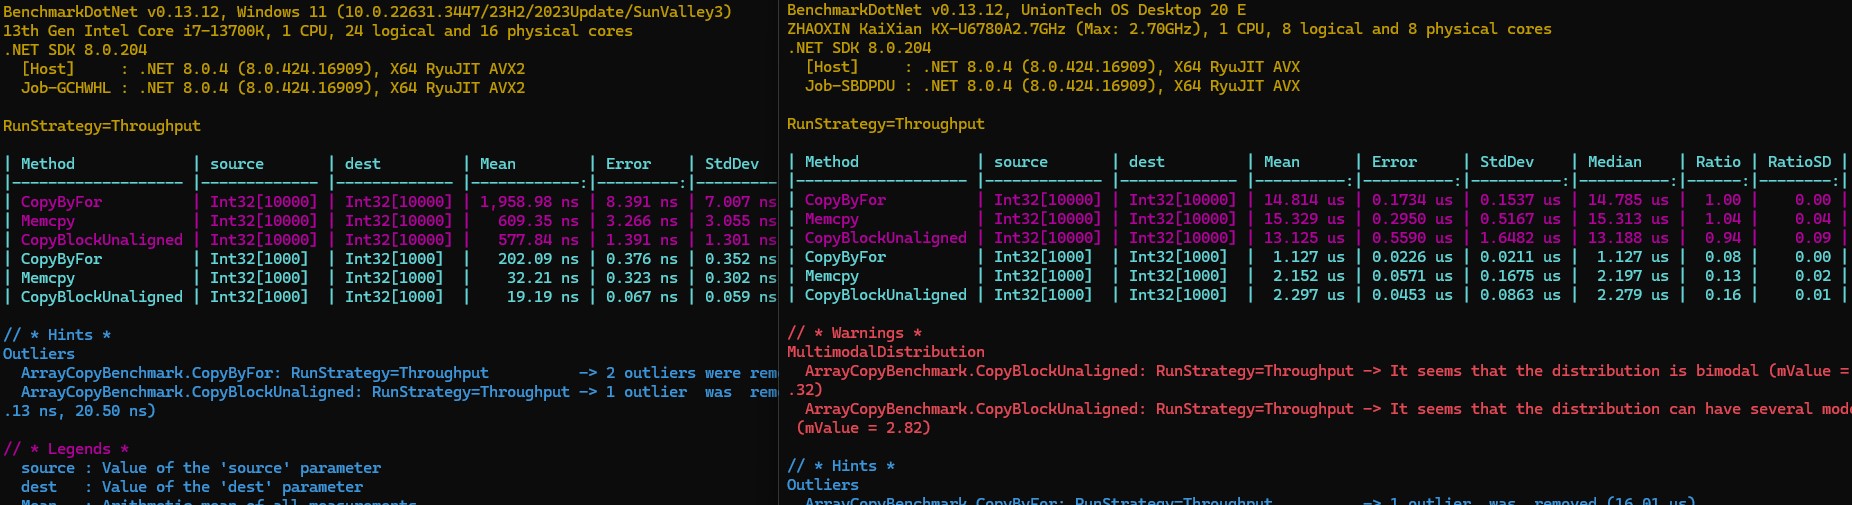 BenchmarkDotNet v0.13.12, Windows 11 (10.0.22631.3447/23H2/2023Update/SunValley3)
13th Gen Intel Core i7-13700K, 1 CPU, 24 logical and 16 physical cores
.NET SDK 8.0.204
  [Host]     : .NET 8.0.4 (8.0.424.16909), X64 RyuJIT AVX2
  Job-GCHWHL : .NET 8.0.4 (8.0.424.16909), X64 RyuJIT AVX2
RunStrategy=Throughput
| Method             | source       | dest         | Mean        | Error    | StdDev
|------------------- |------------- |------------- |------------:|---------:|---------
| CopyByFor          | Int32[10000] | Int32[10000] | 1,958.98 ns | 8.391 ns | 7.007 ns
| Memcpy             | Int32[10000] | Int32[10000] |   609.35 ns | 3.266 ns | 3.055 ns
| CopyBlockUnaligned | Int32[10000] | Int32[10000] |   577.84 ns | 1.391 ns | 1.301 ns
| CopyByFor          | Int32[1000]  | Int32[1000]  |   202.09 ns | 0.376 ns | 0.352 ns
| Memcpy             | Int32[1000]  | Int32[1000]  |    32.21 ns | 0.323 ns | 0.302 ns
| CopyBlockUnaligned | Int32[1000]  | Int32[1000]  |    19.19 ns | 0.067 ns | 0.059 ns
// * Hints *
Outliers
  ArrayCopyBenchmark.CopyByFor: RunStrategy=Throughput          -> 2 outliers were rem
  ArrayCopyBenchmark.CopyBlockUnaligned: RunStrategy=Throughput -> 1 outlier  was  rem
.13 ns, 20.50 ns)
// * Legends *
  source : Value of the 'source' parameter
  dest   : Value of the 'dest' parameter
  Mean   : Arithmetic mean of all measurements
BenchmarkDotNet v0.13.12, UnionTech OS Desktop 20 E
ZHAOXIN KaiXian KX-U6780A2.7GHz (Max: 2.70GHz), 1 CPU, 8 logical and 8 physical cores
.NET SDK 8.0.204
  [Host]     : .NET 8.0.4 (8.0.424.16909), X64 RyuJIT AVX
  Job-SBDPDU : .NET 8.0.4 (8.0.424.16909), X64 RyuJIT AVX
RunStrategy=Throughput
| Method             | source       | dest         | Mean      | Error     | StdDev    | Median    | Ratio | RatioSD |
|------------------- |------------- |------------- |----------:|----------:|----------:|----------:|------:|--------:|
| CopyByFor          | Int32[10000] | Int32[10000] | 14.814 us | 0.1734 us | 0.1537 us | 14.785 us |  1.00 |    0.00 |
| Memcpy             | Int32[10000] | Int32[10000] | 15.329 us | 0.2950 us | 0.5167 us | 15.313 us |  1.04 |    0.04 |
| CopyBlockUnaligned | Int32[10000] | Int32[10000] | 13.125 us | 0.5590 us | 1.6482 us | 13.188 us |  0.94 |    0.09 |
| CopyByFor          | Int32[1000]  | Int32[1000]  |  1.127 us | 0.0226 us | 0.0211 us |  1.127 us |  0.08 |    0.00 |
| Memcpy             | Int32[1000]  | Int32[1000]  |  2.152 us | 0.0571 us | 0.1675 us |  2.197 us |  0.13 |    0.02 |
| CopyBlockUnaligned | Int32[1000]  | Int32[1000]  |  2.297 us | 0.0453 us | 0.0863 us |  2.279 us |  0.16 |    0.01 |
// * Warnings *
MultimodalDistribution
  ArrayCopyBenchmark.CopyBlockUnaligned: RunStrategy=Throughput -> It seems that the distribution is bimodal (mValue =
.32)
  ArrayCopyBenchmark.CopyBlockUnaligned: RunStrategy=Throughput -> It seems that the distribution can have several mod
 (mValue = 2.82)
// * Hints *
Outliers
  ArrayCopyBenchmark.CopyByFor: RunStrategy=Throughput          -> 1 outlier  was  removed (16.01 us)